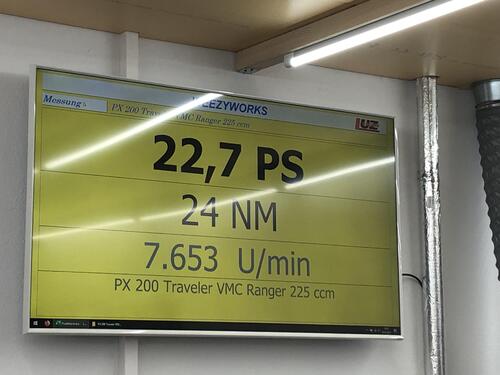 Messung 5
EEZYWORKS
PX 200 Traveler VMC Ranger 225 ccm
LUZ
22,7 PS
24 NM
7.653 U/min
PX 200 Traveler VMC Ranger 225 ccm